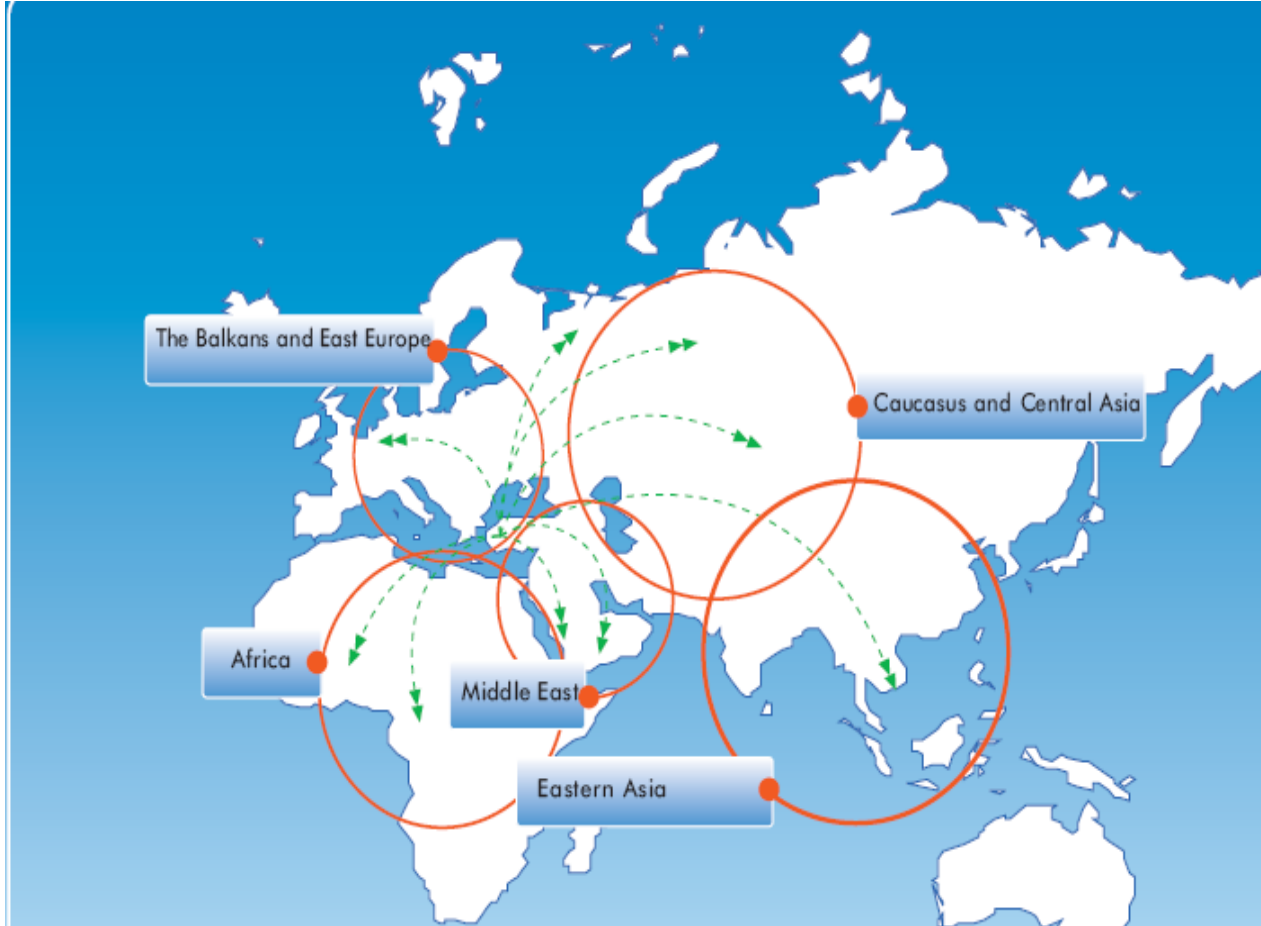 The Balkans and East Europe
Caucasus and Central Asia
Africa
Middle East
Eastern Asia